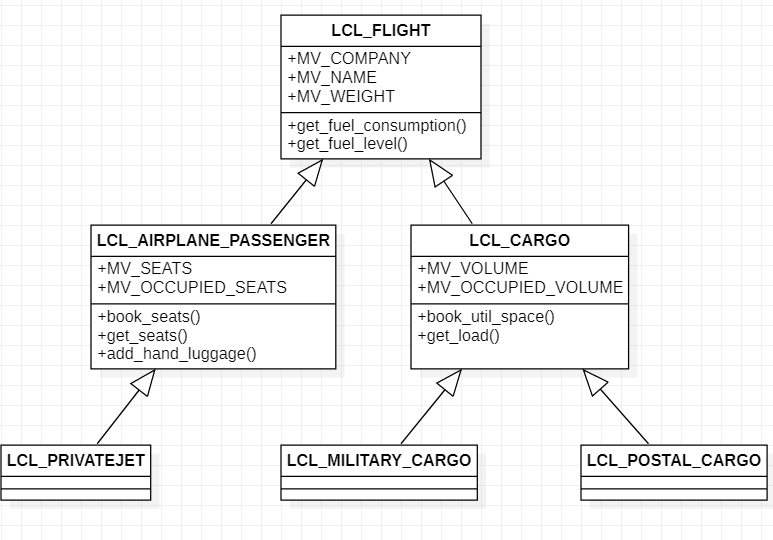 LCL_FLIGHT
+MV_COMPANY
+MV_NAME
+MV_WEIGHT
+get_fuel_consumption()
+get_fuel_level()
LCL_AIRPLANE_PASSENGER
+MV_SEATS
+MV_OCCUPIED_SEATS
+book_seats()
+get_seats()
+add_hand_luggage()
LCL_CARGO
+MV_VOLUME
+MV_OCCUPIED_VOLUME
+book_util_space()
+get_load()
LCL_PRIVATEJET
LCL_MILITARY_CARGO
LCL_POSTAL_CARGO